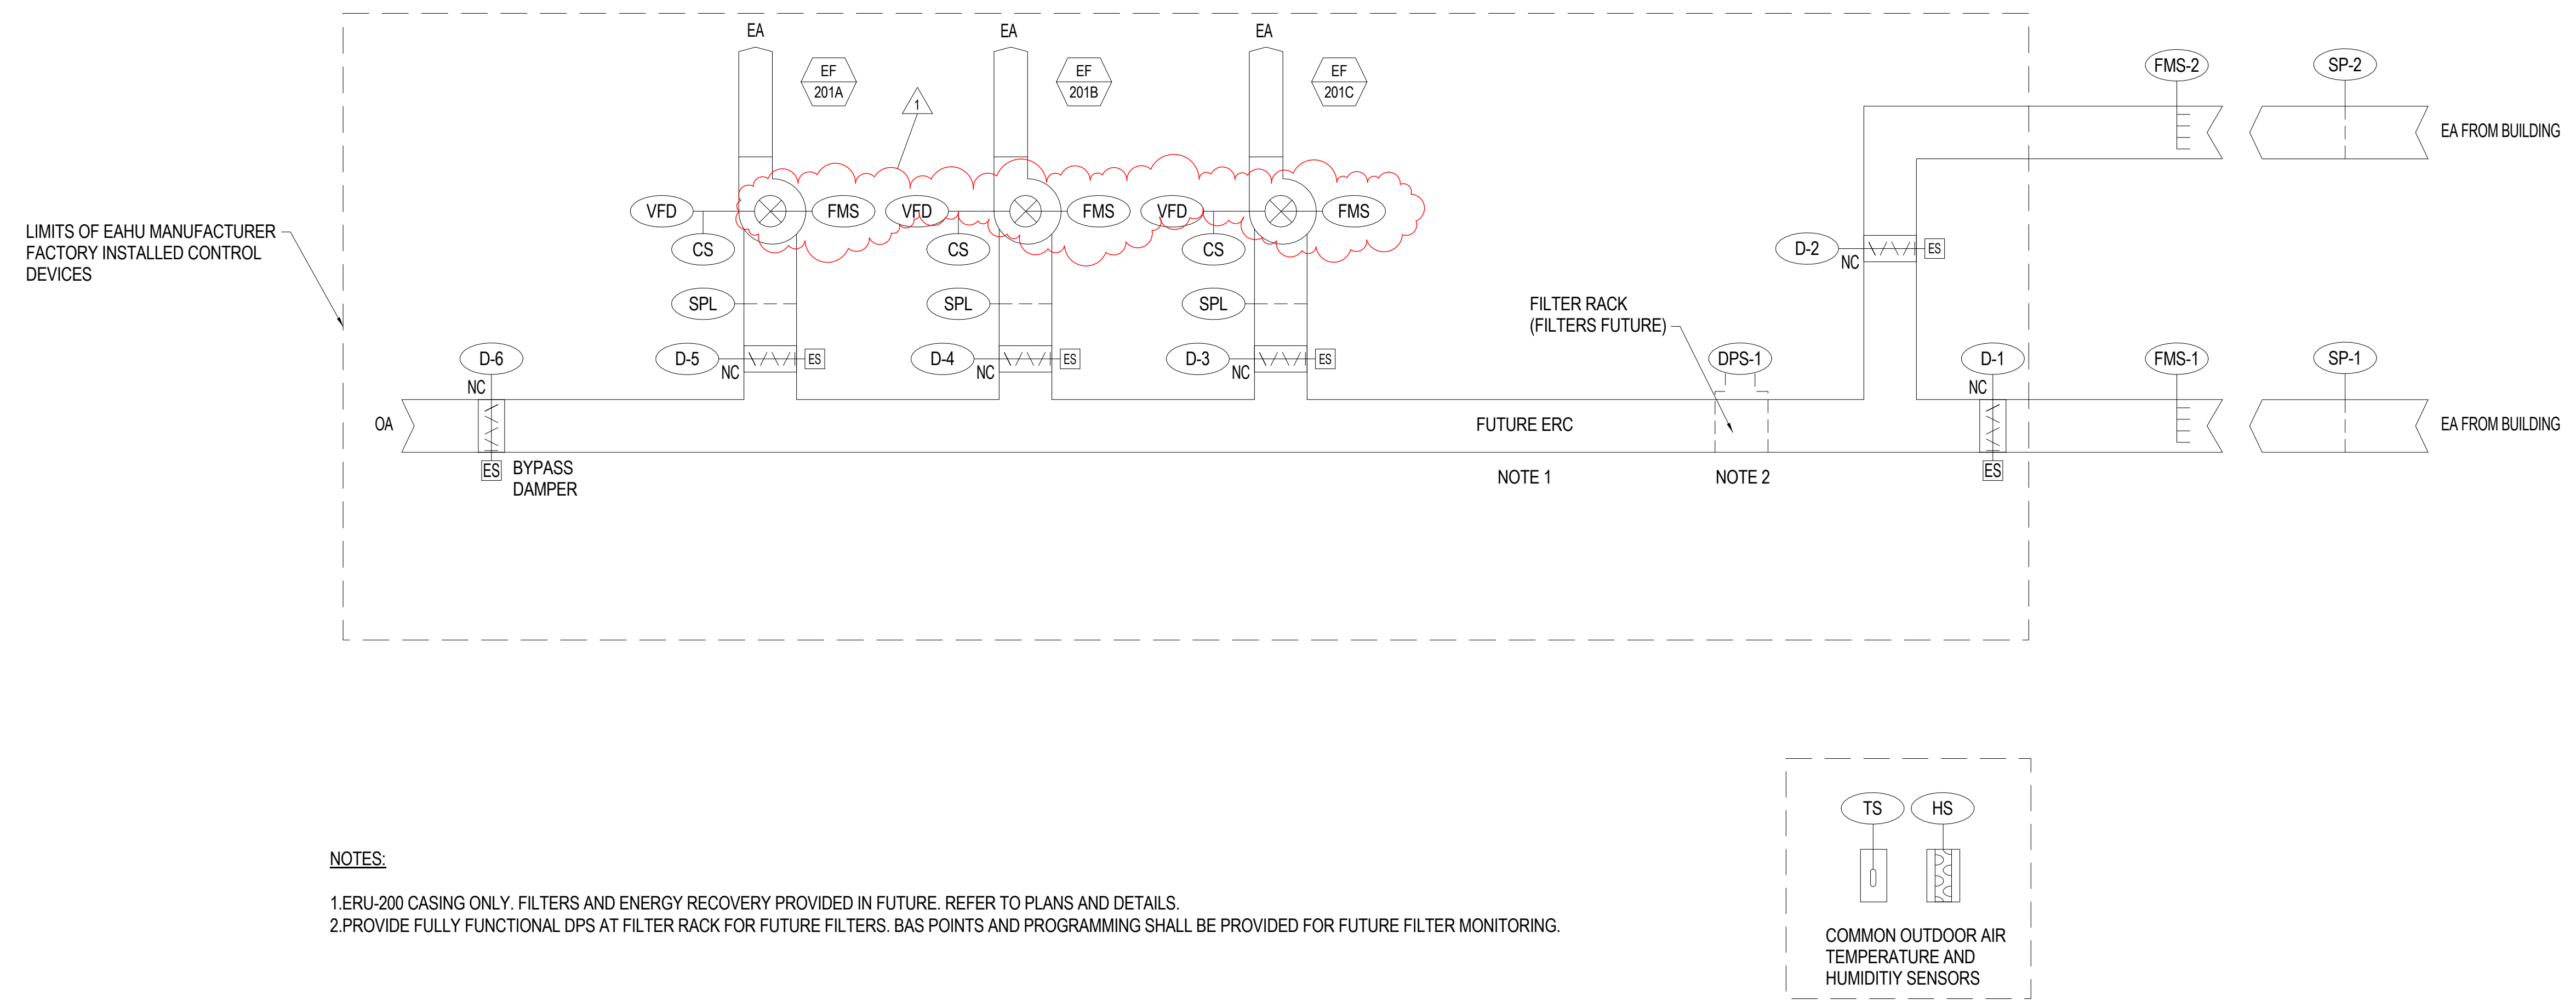 EA
EA
EA
EF
201A
EF
201B
EF
201C
1
FMS-2
SP-2
EA FROM BUILDING
VFD
FMS
VFD
FMS
VFD
FMS
CS
CS
CS
LIMITS OF EAHU MANUFACTURER
FACTORY INSTALLED CONTROL
DEVICES
D-2
NC
ES
SPL
SPL
SPL
FILTER RACK
(FILTERS FUTURE)
D-6
NC
D-5
NC
ES
D-4
NC
ES
D-3
NC
ES
DPS-1
D-1
NC
FMS-1
SP-1
OA
FUTURE ERC
EA FROM BUILDING
ES
BYPASS
DAMPER
NOTE 1
NOTE 2
ES
TS
HS
COMMON OUTDOOR AIR
TEMPERATURE AND
HUMIDITIY SENSORS
NOTES:
1.ERU-200 CASING ONLY. FILTERS AND ENERGY RECOVERY PROVIDED IN FUTURE. REFER TO PLANS AND DETAILS.
2.PROVIDE FULLY FUNCTIONAL DPS AT FILTER RACK FOR FUTURE FILTERS. BAS POINTS AND PROGRAMMING SHALL BE PROVIDED FOR FUTURE FILTER MONITORING.